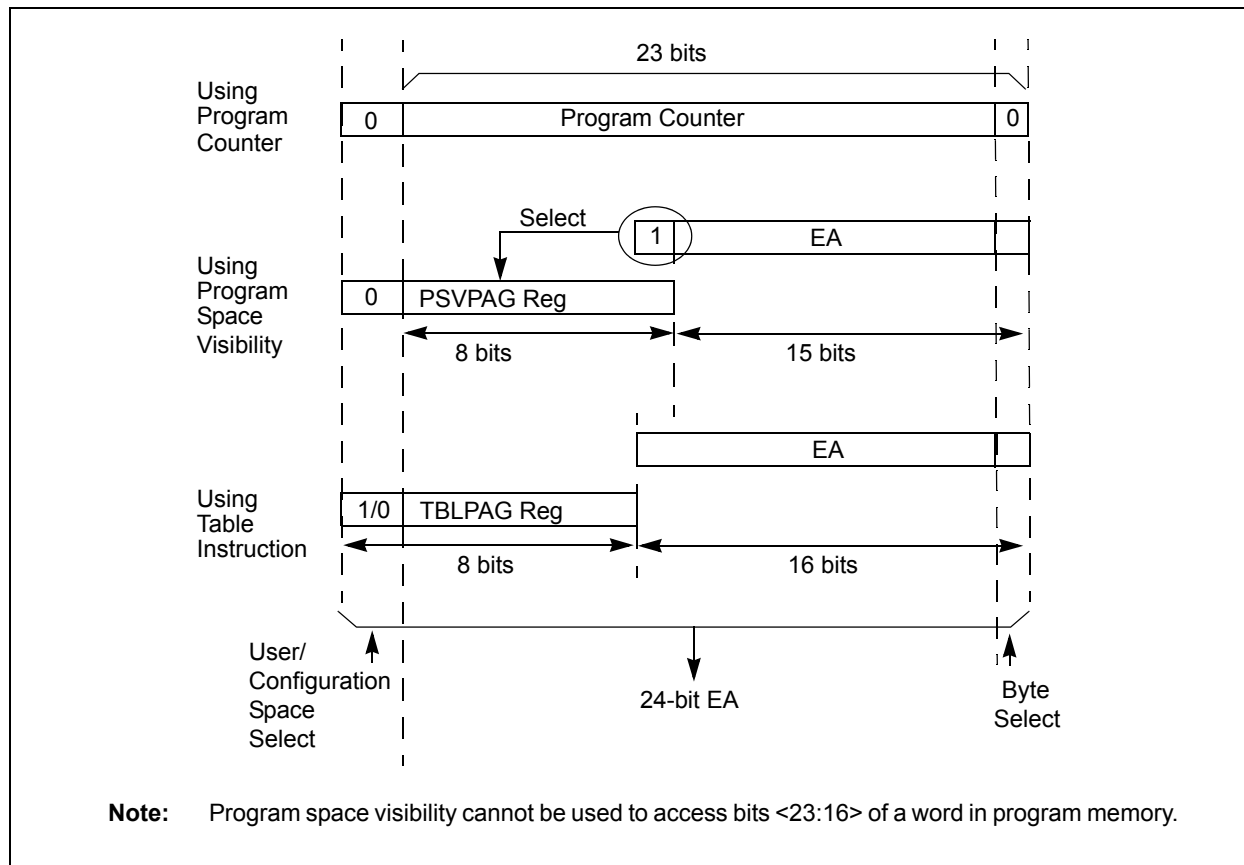 23 bits
Using
Program
Counter
0
Program Counter
0
Select
1
EA
Using
Program
Space
Visibility
0
PSVPAG Reg
8 bits
15 bits
EA
Using
Table
Instruction
1/0
TBLPAG Reg
8 bits
16 bits
User/
Configuration
Space
Select
24-bit EA
Byte
Select
Note: Program space visibility cannot be used to access bits <23:16> of a word in program memory.